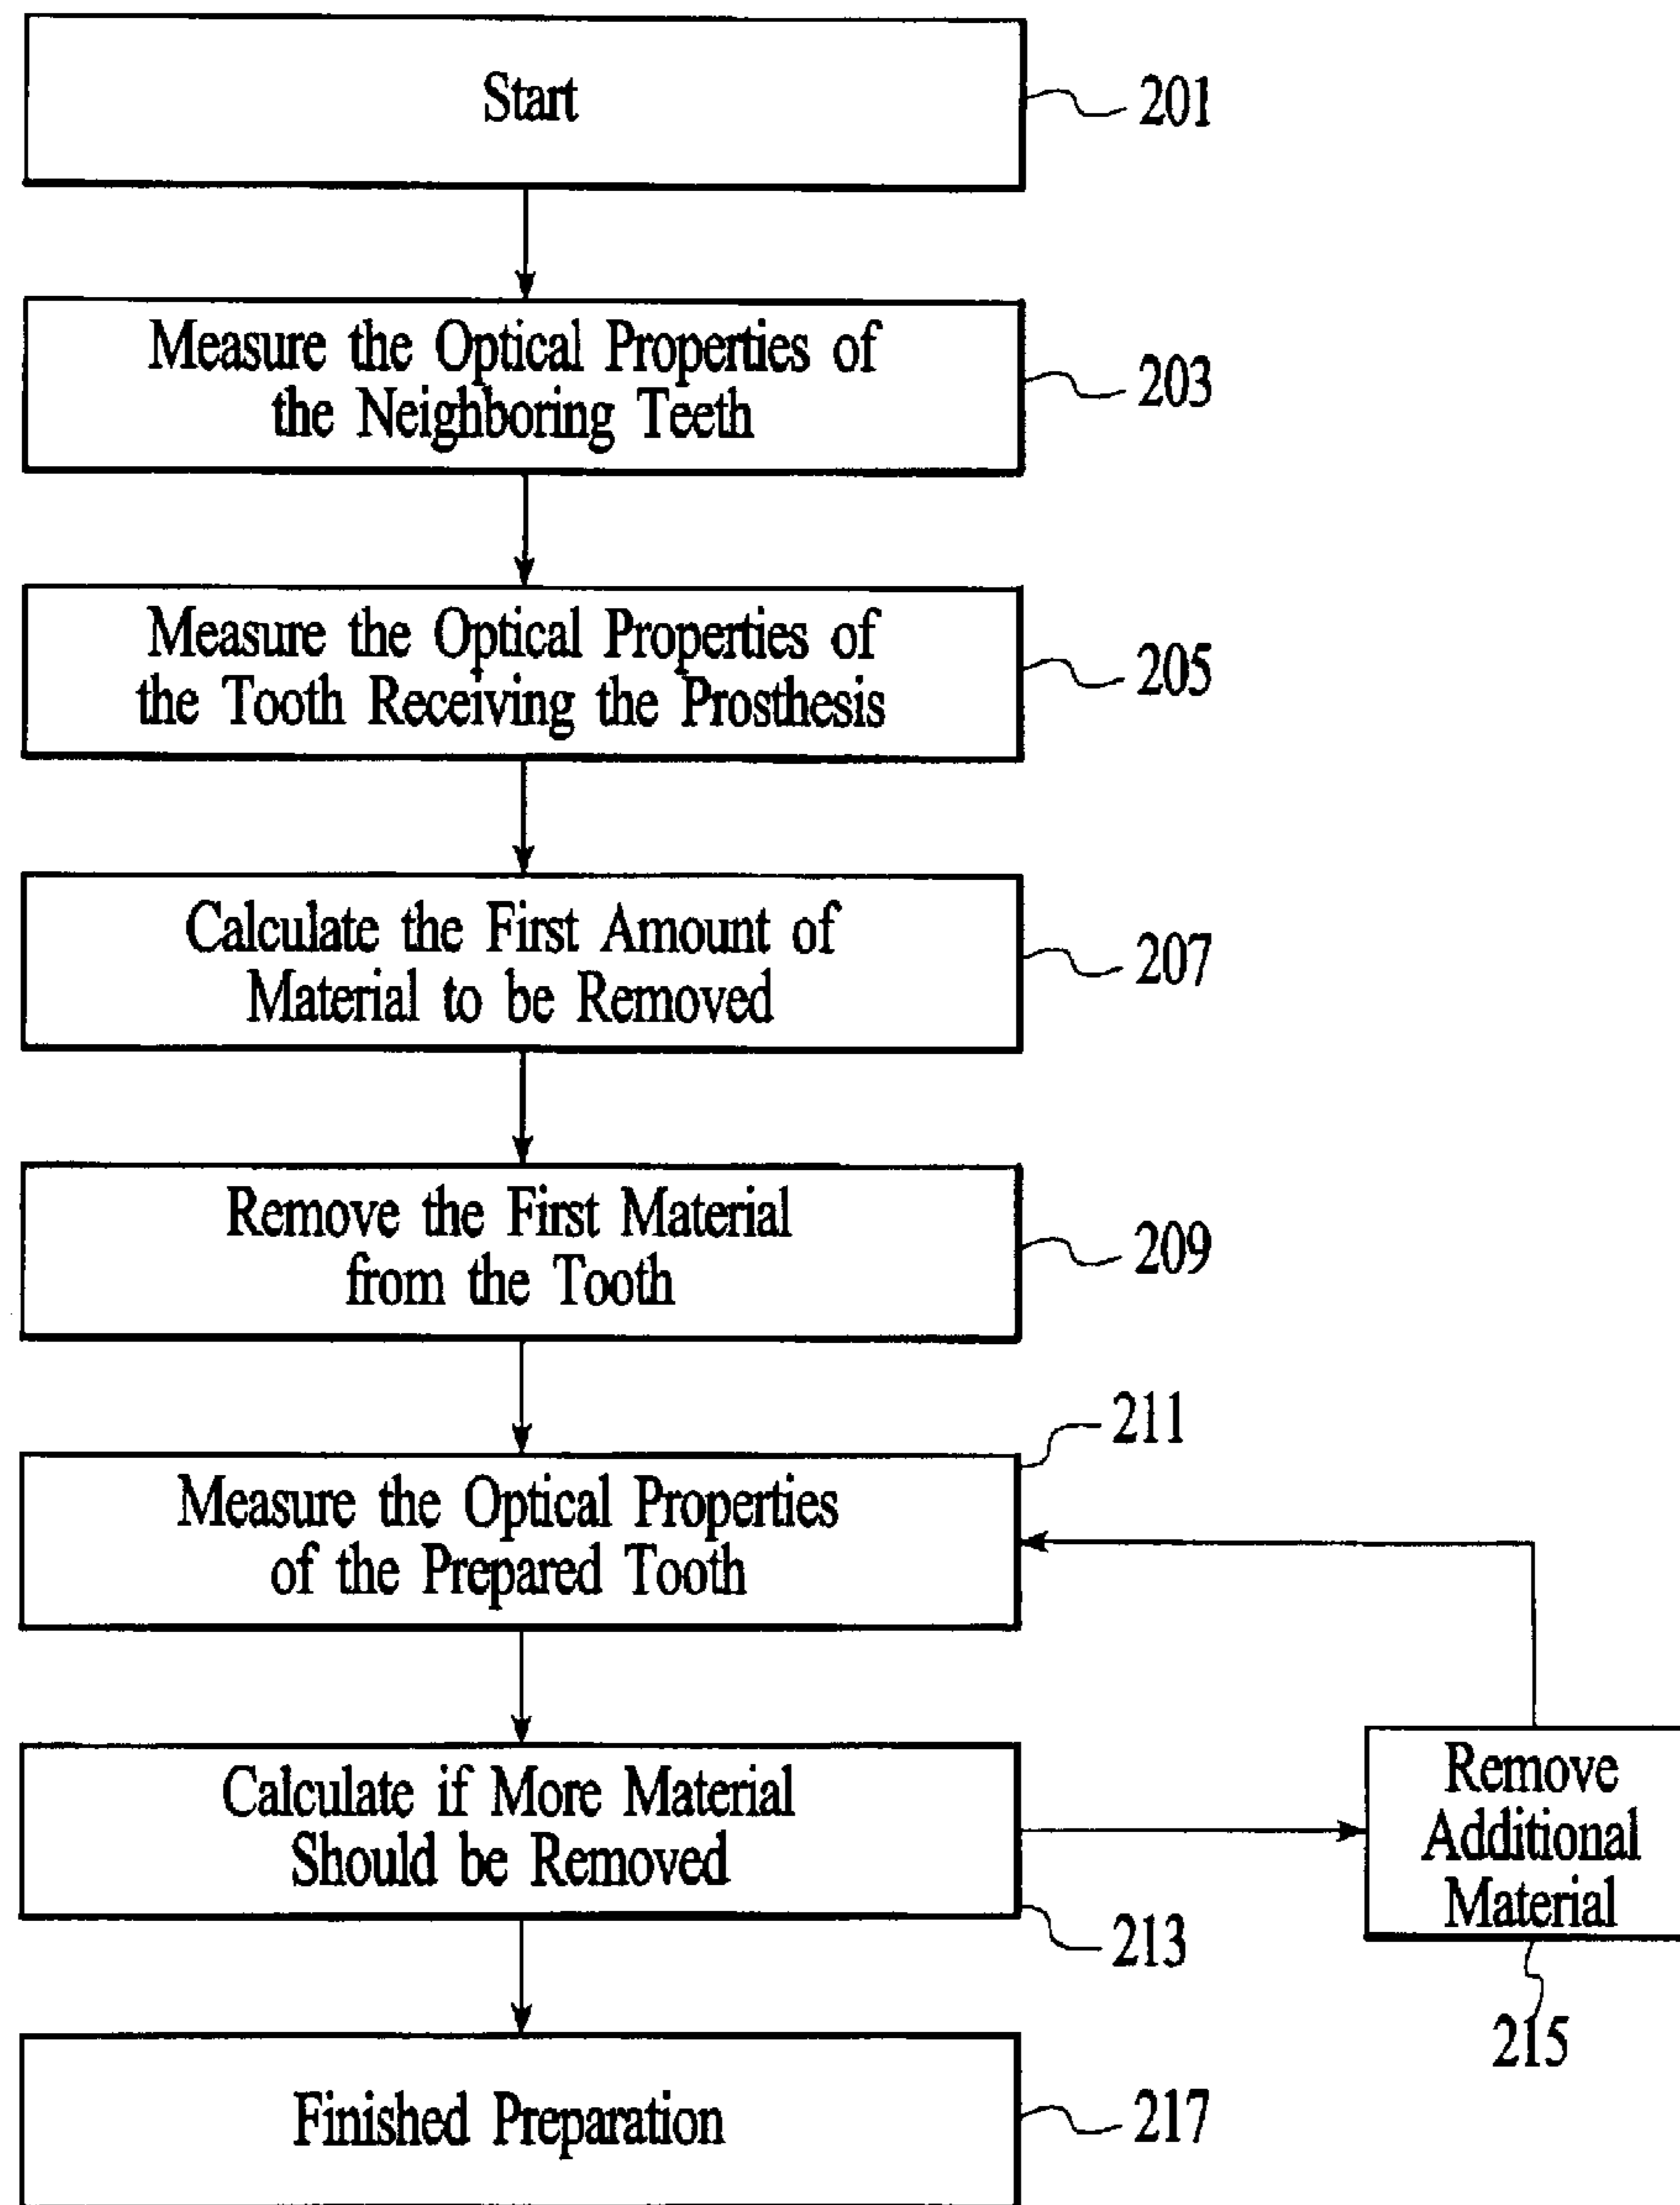 Start
201
Measure the Optical Properties of
the Neighboring Teeth
203
Measure the Optical Properties of
the Tooth Receiving the Prosthesis
205
Calculate the First Amount of
Material to be Removed
207
Remove the First Material
from the Tooth
209
211
Measure the Optical Properties
of the Prepared Tooth
Calculate if More Material
Should be Removed
213
Remove
Additional
Material
215
Finished Preparation
217